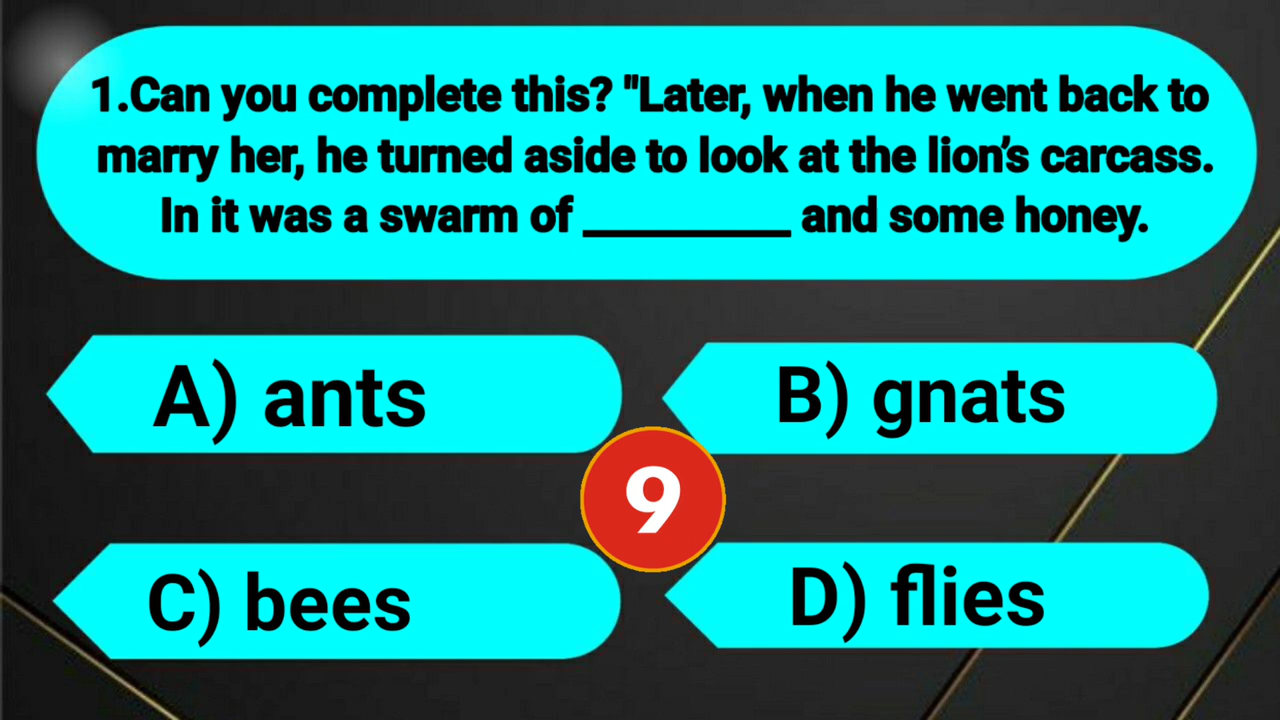 1.Can you complete this? "Later, when he went back to
marry her, he turned aside to look at the lion’s carcass.
In it was a swarm of __________ and some honey.
A) ants
B) gnats
9
C) bees
D) flies